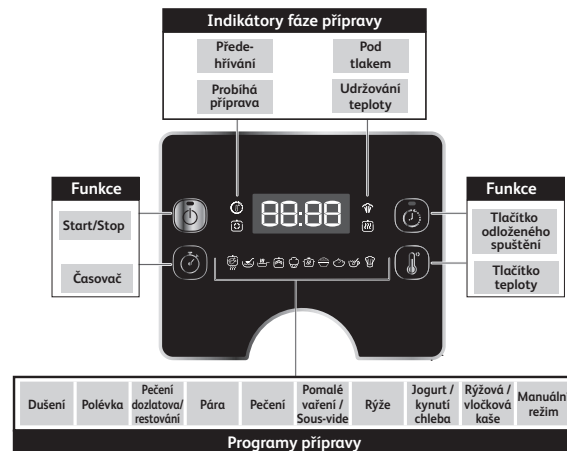 Indikátory fáze přípravy
Přede-
hřívání
Pod
tlakem
Probíhá
příprava
Udržování
teploty
Funkce
Start/Stop
Časovač
88:88
Funkce
Tlačítko
odloženého
spuštění
Tlačítko
teploty
Dušení
Polévka
Pečení
dozlatova/
restování
Pára
Pečení
Pomalé
vaření /
Sous-vide
Rýže
Jogurt /
kynutí
chleba
Rýžová /
vločková
kaše
Manuáln
režim
Programy přípravy